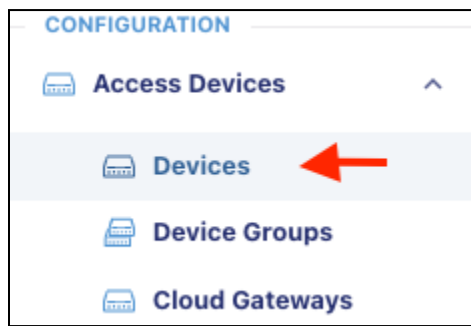 CONFIGURATION
Access Devices
Devices
Device Groups
Cloud Gateways